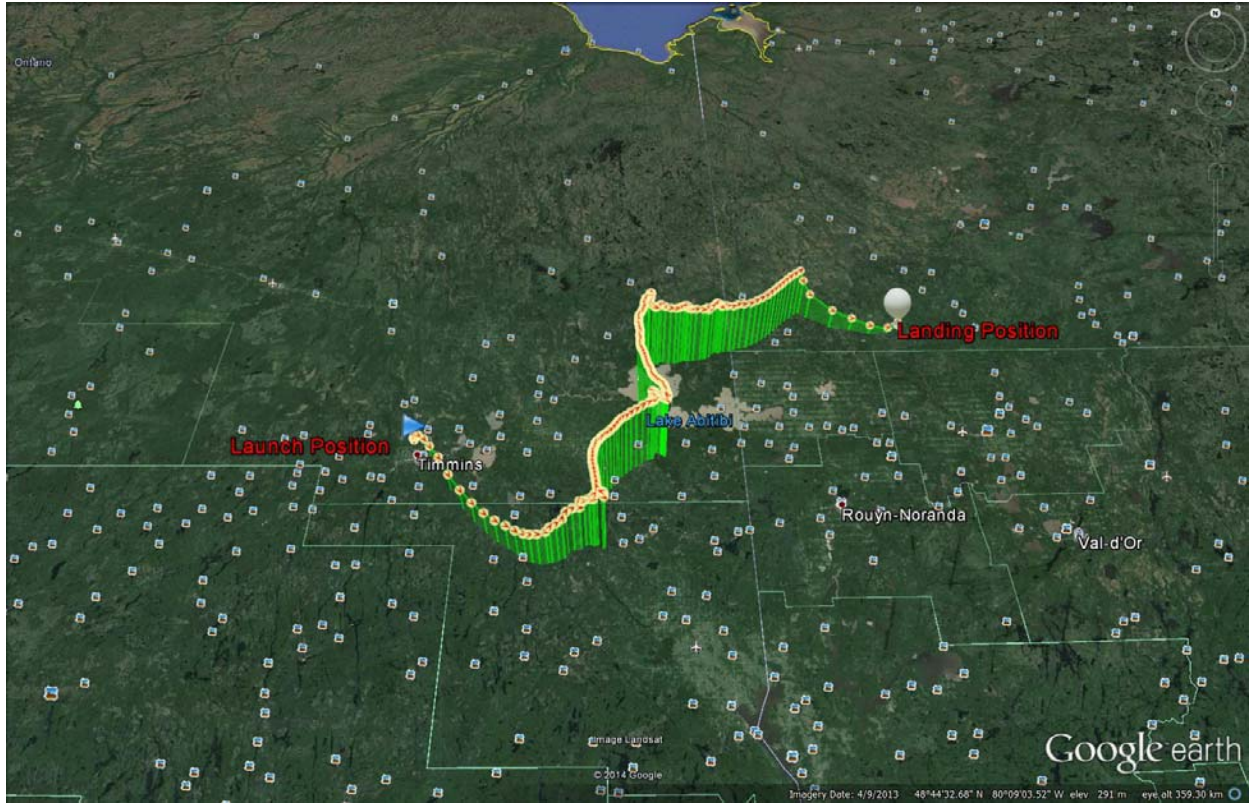 N
Ontario
Landing Position
Lake Abitibi
Launch Position
Timmins
Rouyn-Noranda
Val-d'Or
Image Landsat
© 2014 Google
Google earth
Imagery Date: 4/9/2013 48°44'32.68" N 80°09'03.52" W elev 291 m eye alt 359.30 km